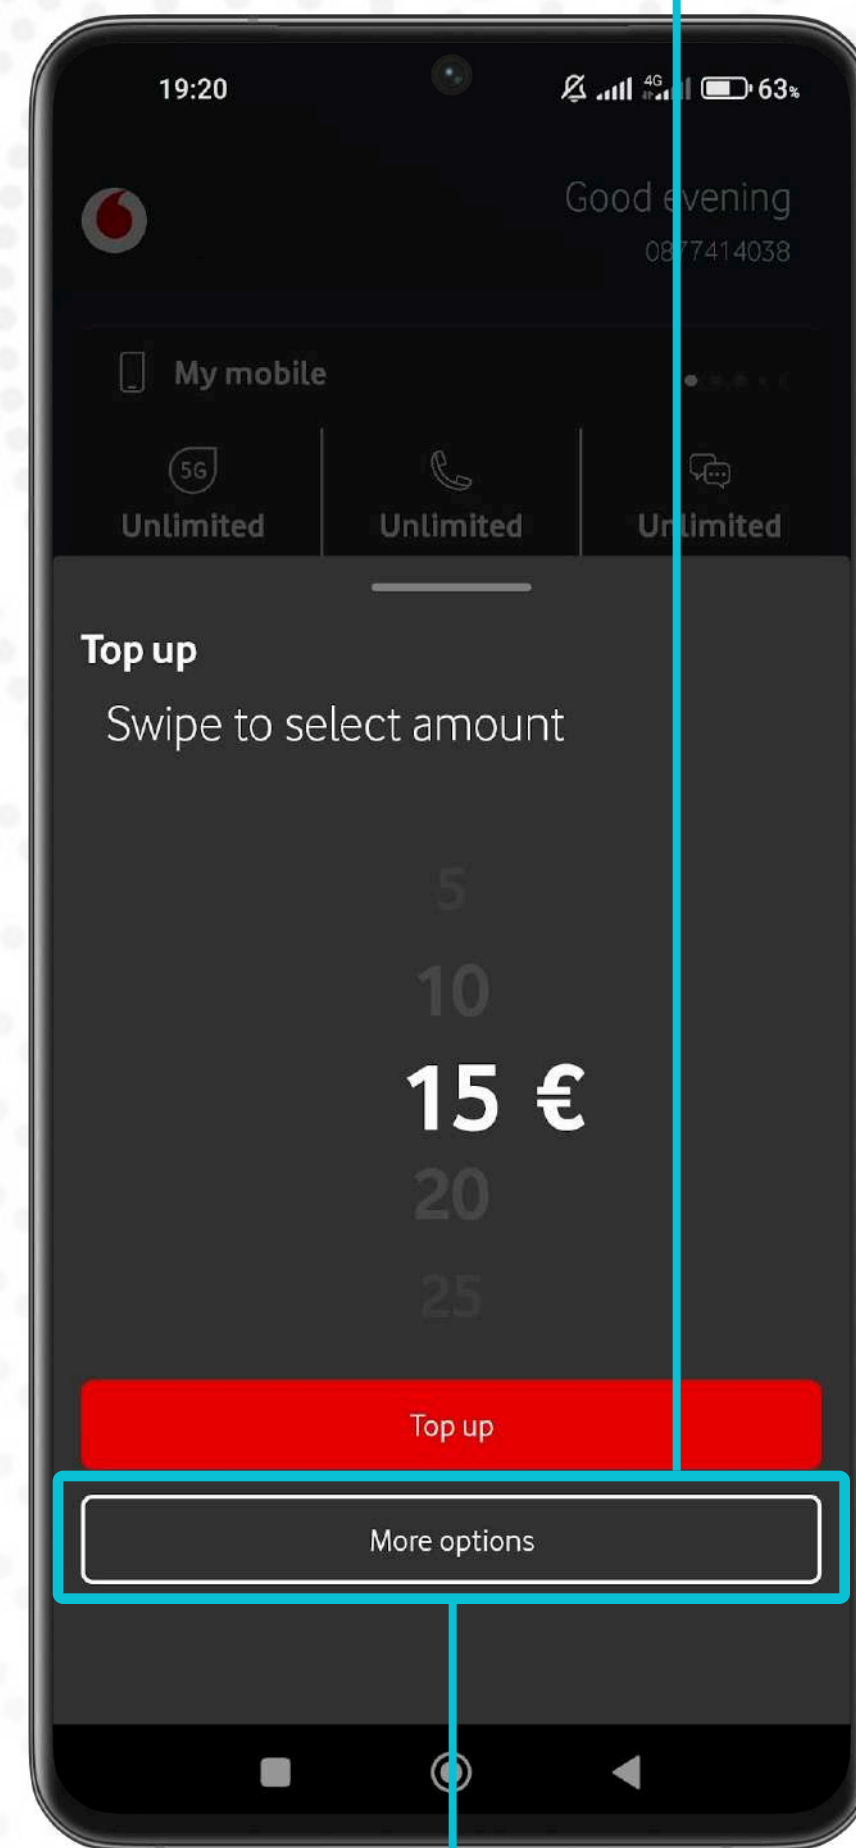 19:20
4G
63%
Good evening
0877414038
My mobile
5G
Unlimited
Unlimited
Unlimited
Top up
Swipe to select amount
5
10
15 €
20
25
Top up
More options